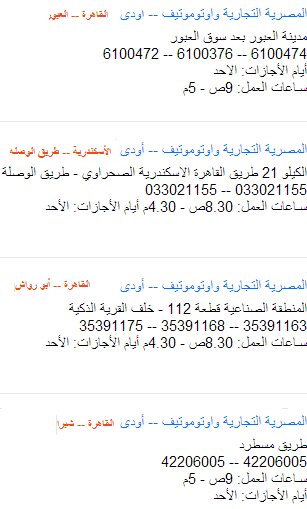 المصرية التجارية واوتوموتيف -- اودى القاهرة -- العبور
مدينة العبور بعد سوق العبور
6100474 -- 6100376 -- 6100472
أيام الأجازات: الاحد
ساعات العمل: 9ص - 5م
المصرية التجارية واوتوموتيف -- أودى الأسكندرية -- طريق الوصله
الكيلو 21 طريق القاهرة الاسكندرية الصحراوي - طريق الوصلة
033021155 -- 033021155
ساعات العمل: 8.30ص - 4.30م أيام الأجازات: الأحد
المصرية التجارية واوتوموتيف -- أودى القاهرة -- أبو رواش
المنطقة الصناعية قطعة 112 - خلف القرية الذكية
35391163 -- 35391168 -- 35391175
ساعات العمل: 8.30ص - 4.30م أيام الأجازات: الأحد
المصرية التجارية واوتوموتيف -- أودى القاهرة -- شبرا
طريق مسطرد
42206005 -- 42206005
ساعات العمل: 9ص - 5م
أيام الأجازات: الأحد